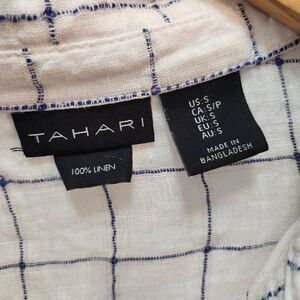 TAHARI
100% LINEN
US:S
CA:S/P
UK:S
EU:S
AU:S
MADE IN
BANGLADESH